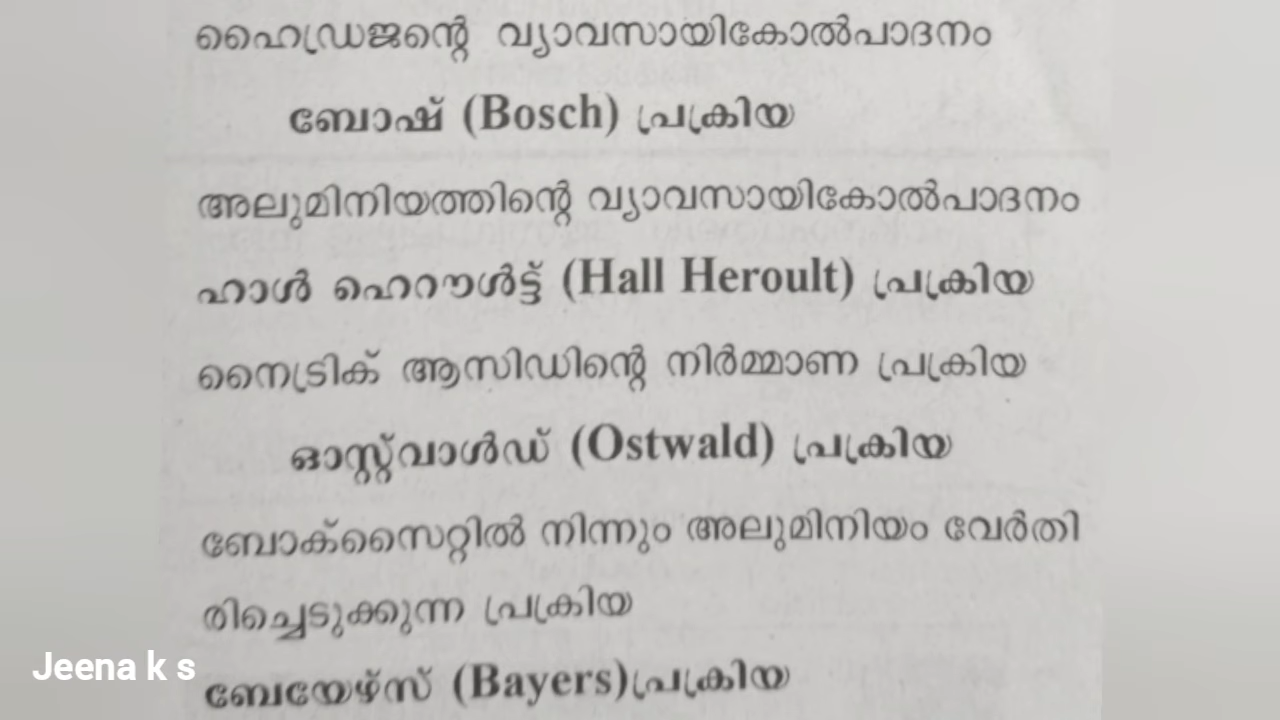 ഹൈഡ്രജന്റെ വ്യാവസായികോൽപാദനം
ബോഷ് (Bosch) പ്രക്രിയ
അലുമിനിയത്തിന്റെ വ്യാവസായികോൽപാദനം
ഹാൾ ഹെറൗൾട്ട് (Hall Heroult) പ്രക്രിയ
നൈട്രിക് ആസിഡിന്റെ നിർമ്മാണ പ്രക്രിയ
ഓസ്റ്റ്‌വാൾഡ് (Ostwald) പ്രക്രിയ
ബോക്സൈറ്റിൽ നിന്നും അലുമിനിയം വേർതി
രിച്ചെടുക്കുന്ന പ്രക്രിയ
ബേയേഴ്സ് (Bayers)പ്രക്രിയ
Jeena k s